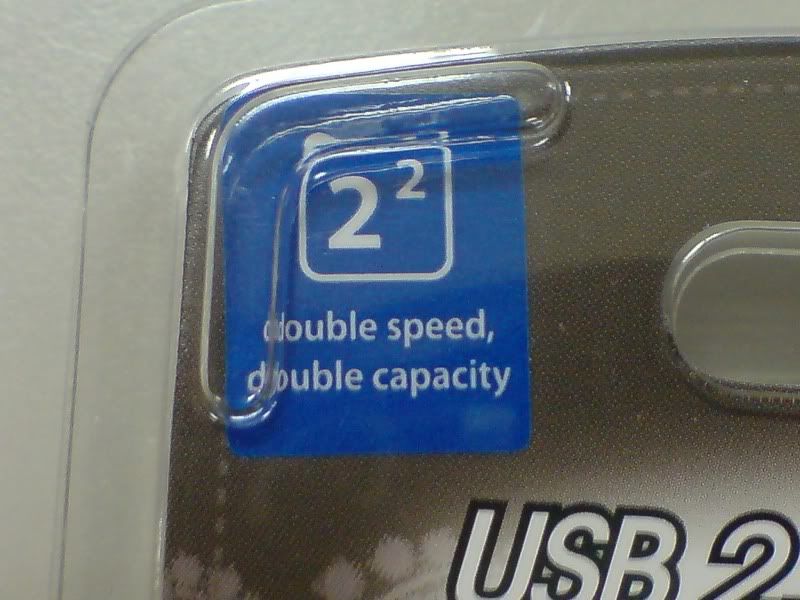 2²
double speed,
double capacity
USB 2